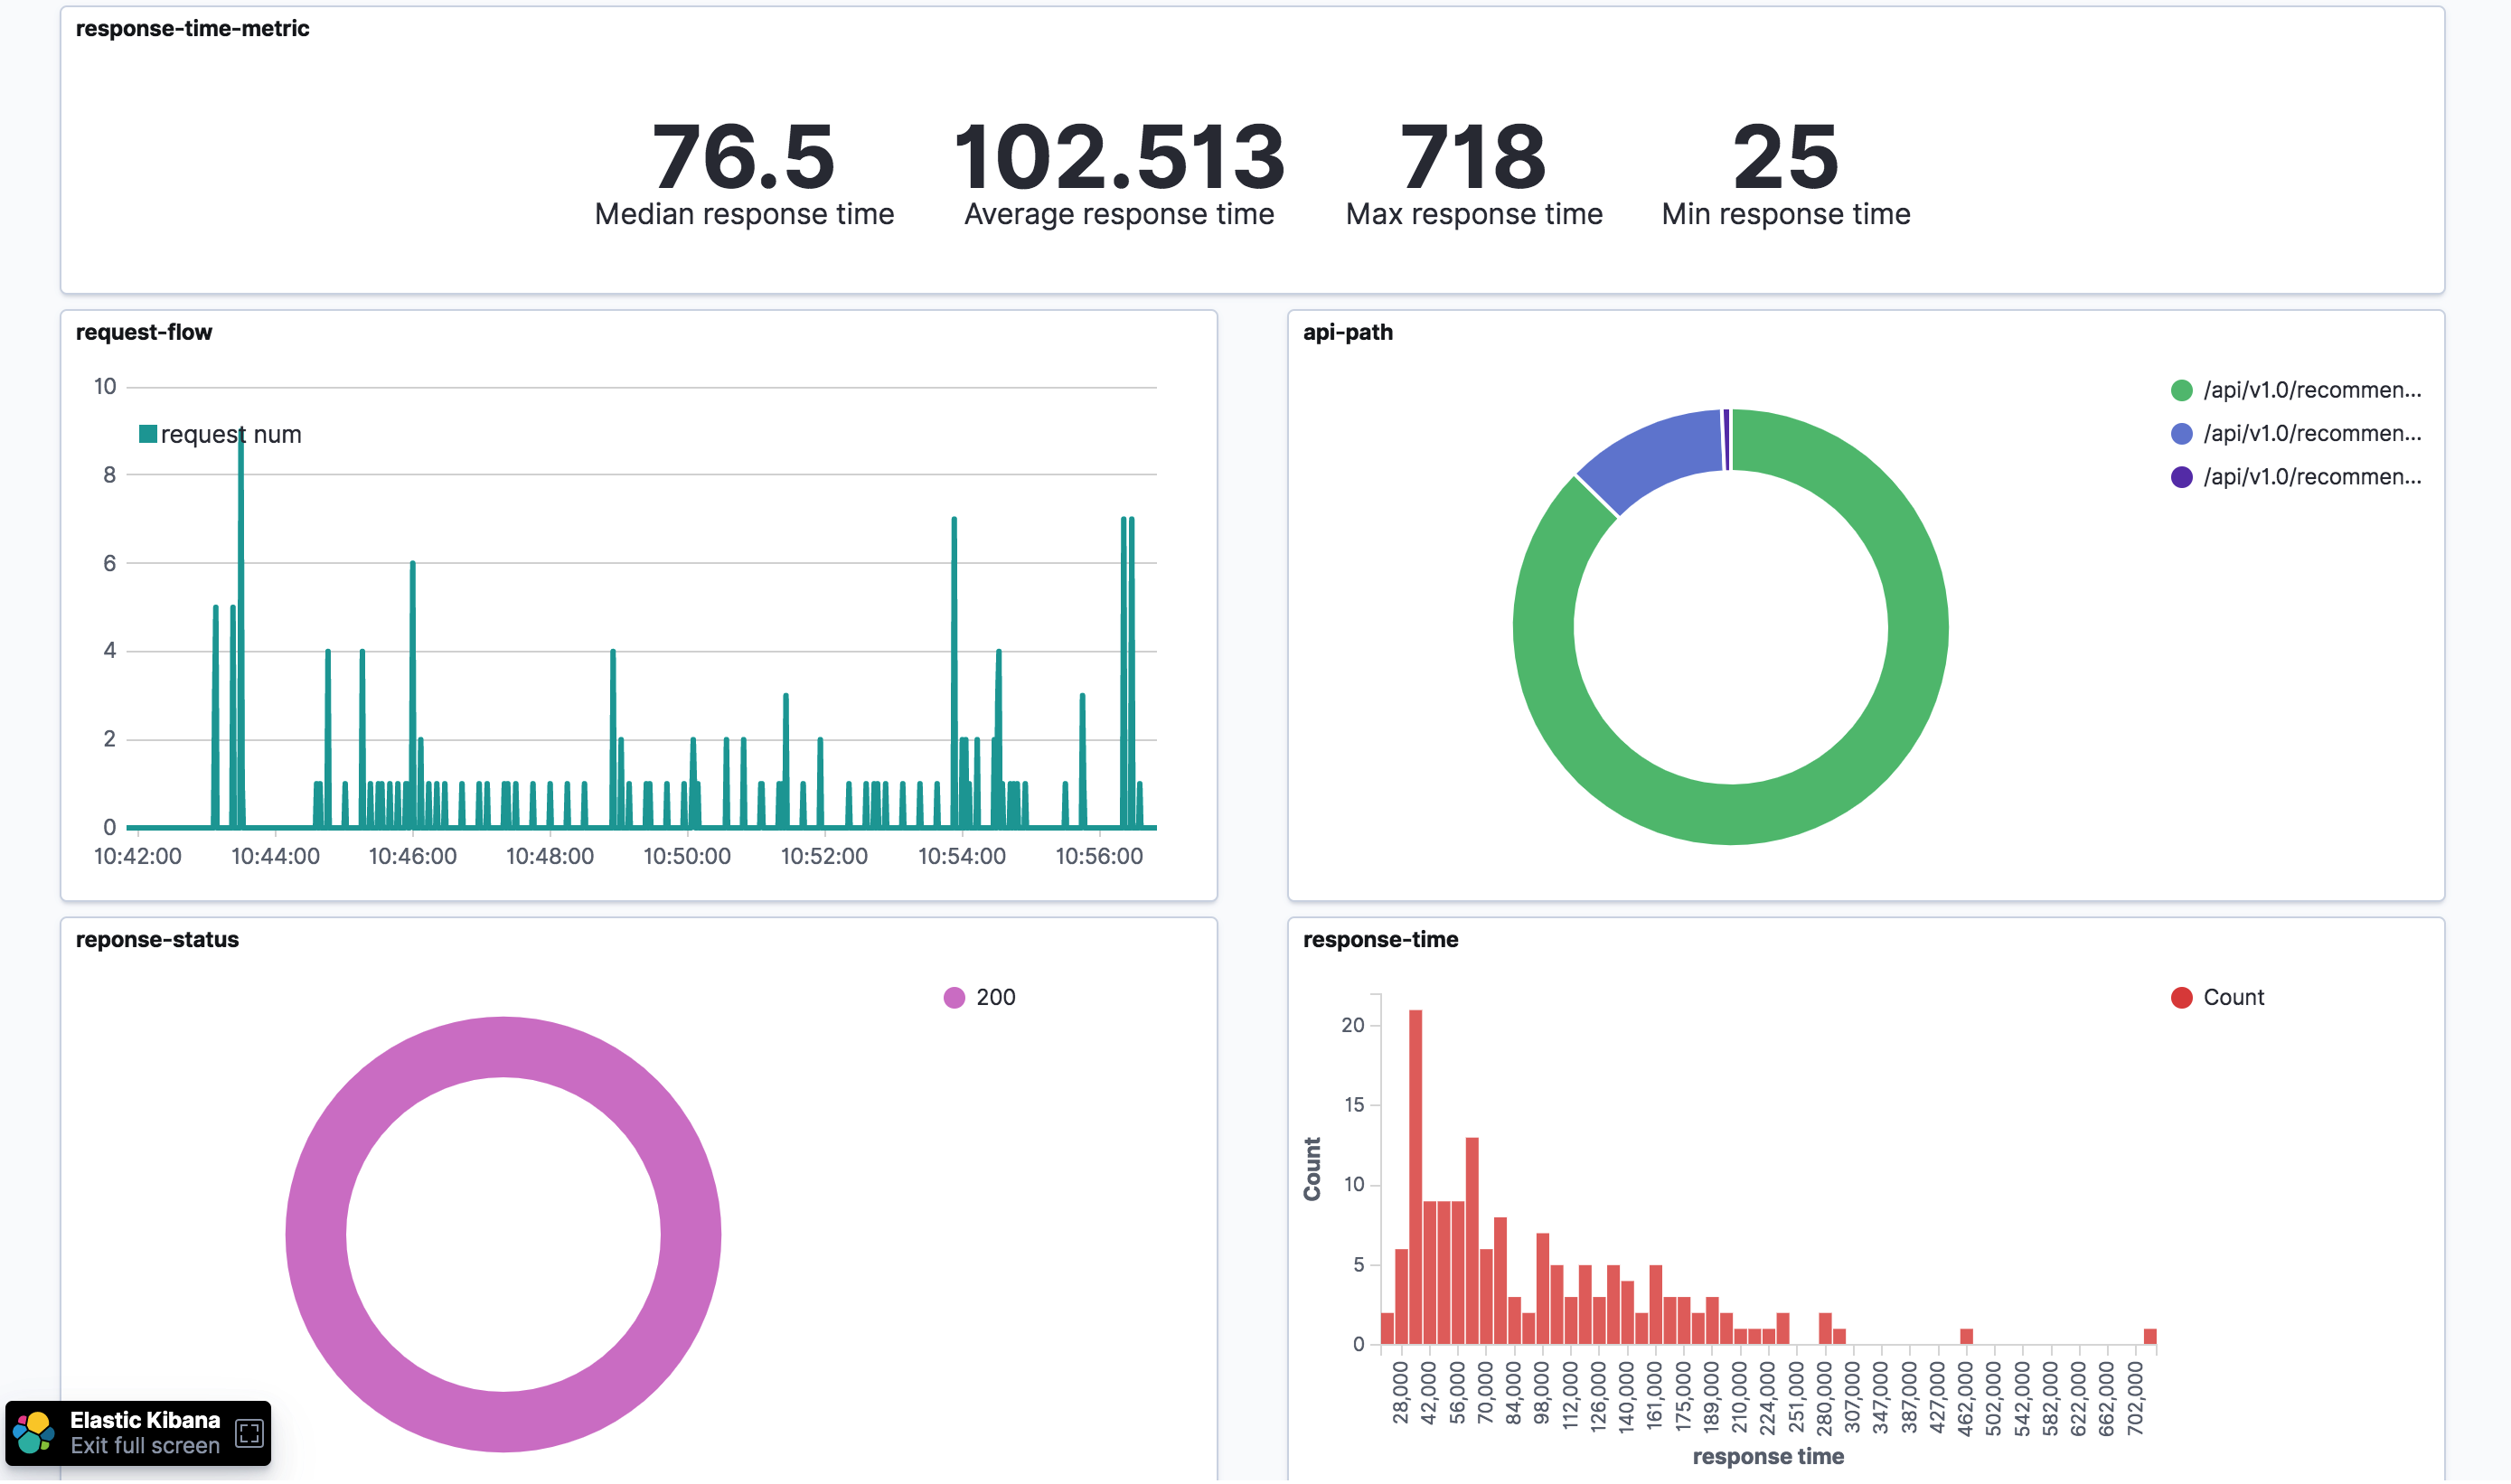 response-time-metric
76.5 102.513 718 25
Median response time Average response time Max response time Min response time
request-flow
10
request num
8
6
4
2
0
10:42:00 10:44:00 10:46:00 10:48:00 10:50:00 10:52:00 10:54:00 10:56:00
api-path
/api/v1.0/recommen...
/api/v1.0/recommen...
/api/v1.0/recommen...
reponse-status
200
response-time
Count
20
15
10
5
0
Count
28,000 42,000 56,000 70,000 84,000 98,000 112,000 126,000 140,000 161,000 175,000 189,000 210,000 224,000 251,000 280,000 307,000 347,000 387,000 427,000 462,000 502,000 542,000 582,000 622,000 662,000 702,000
response time
Elastic Kibana
Exit full screen